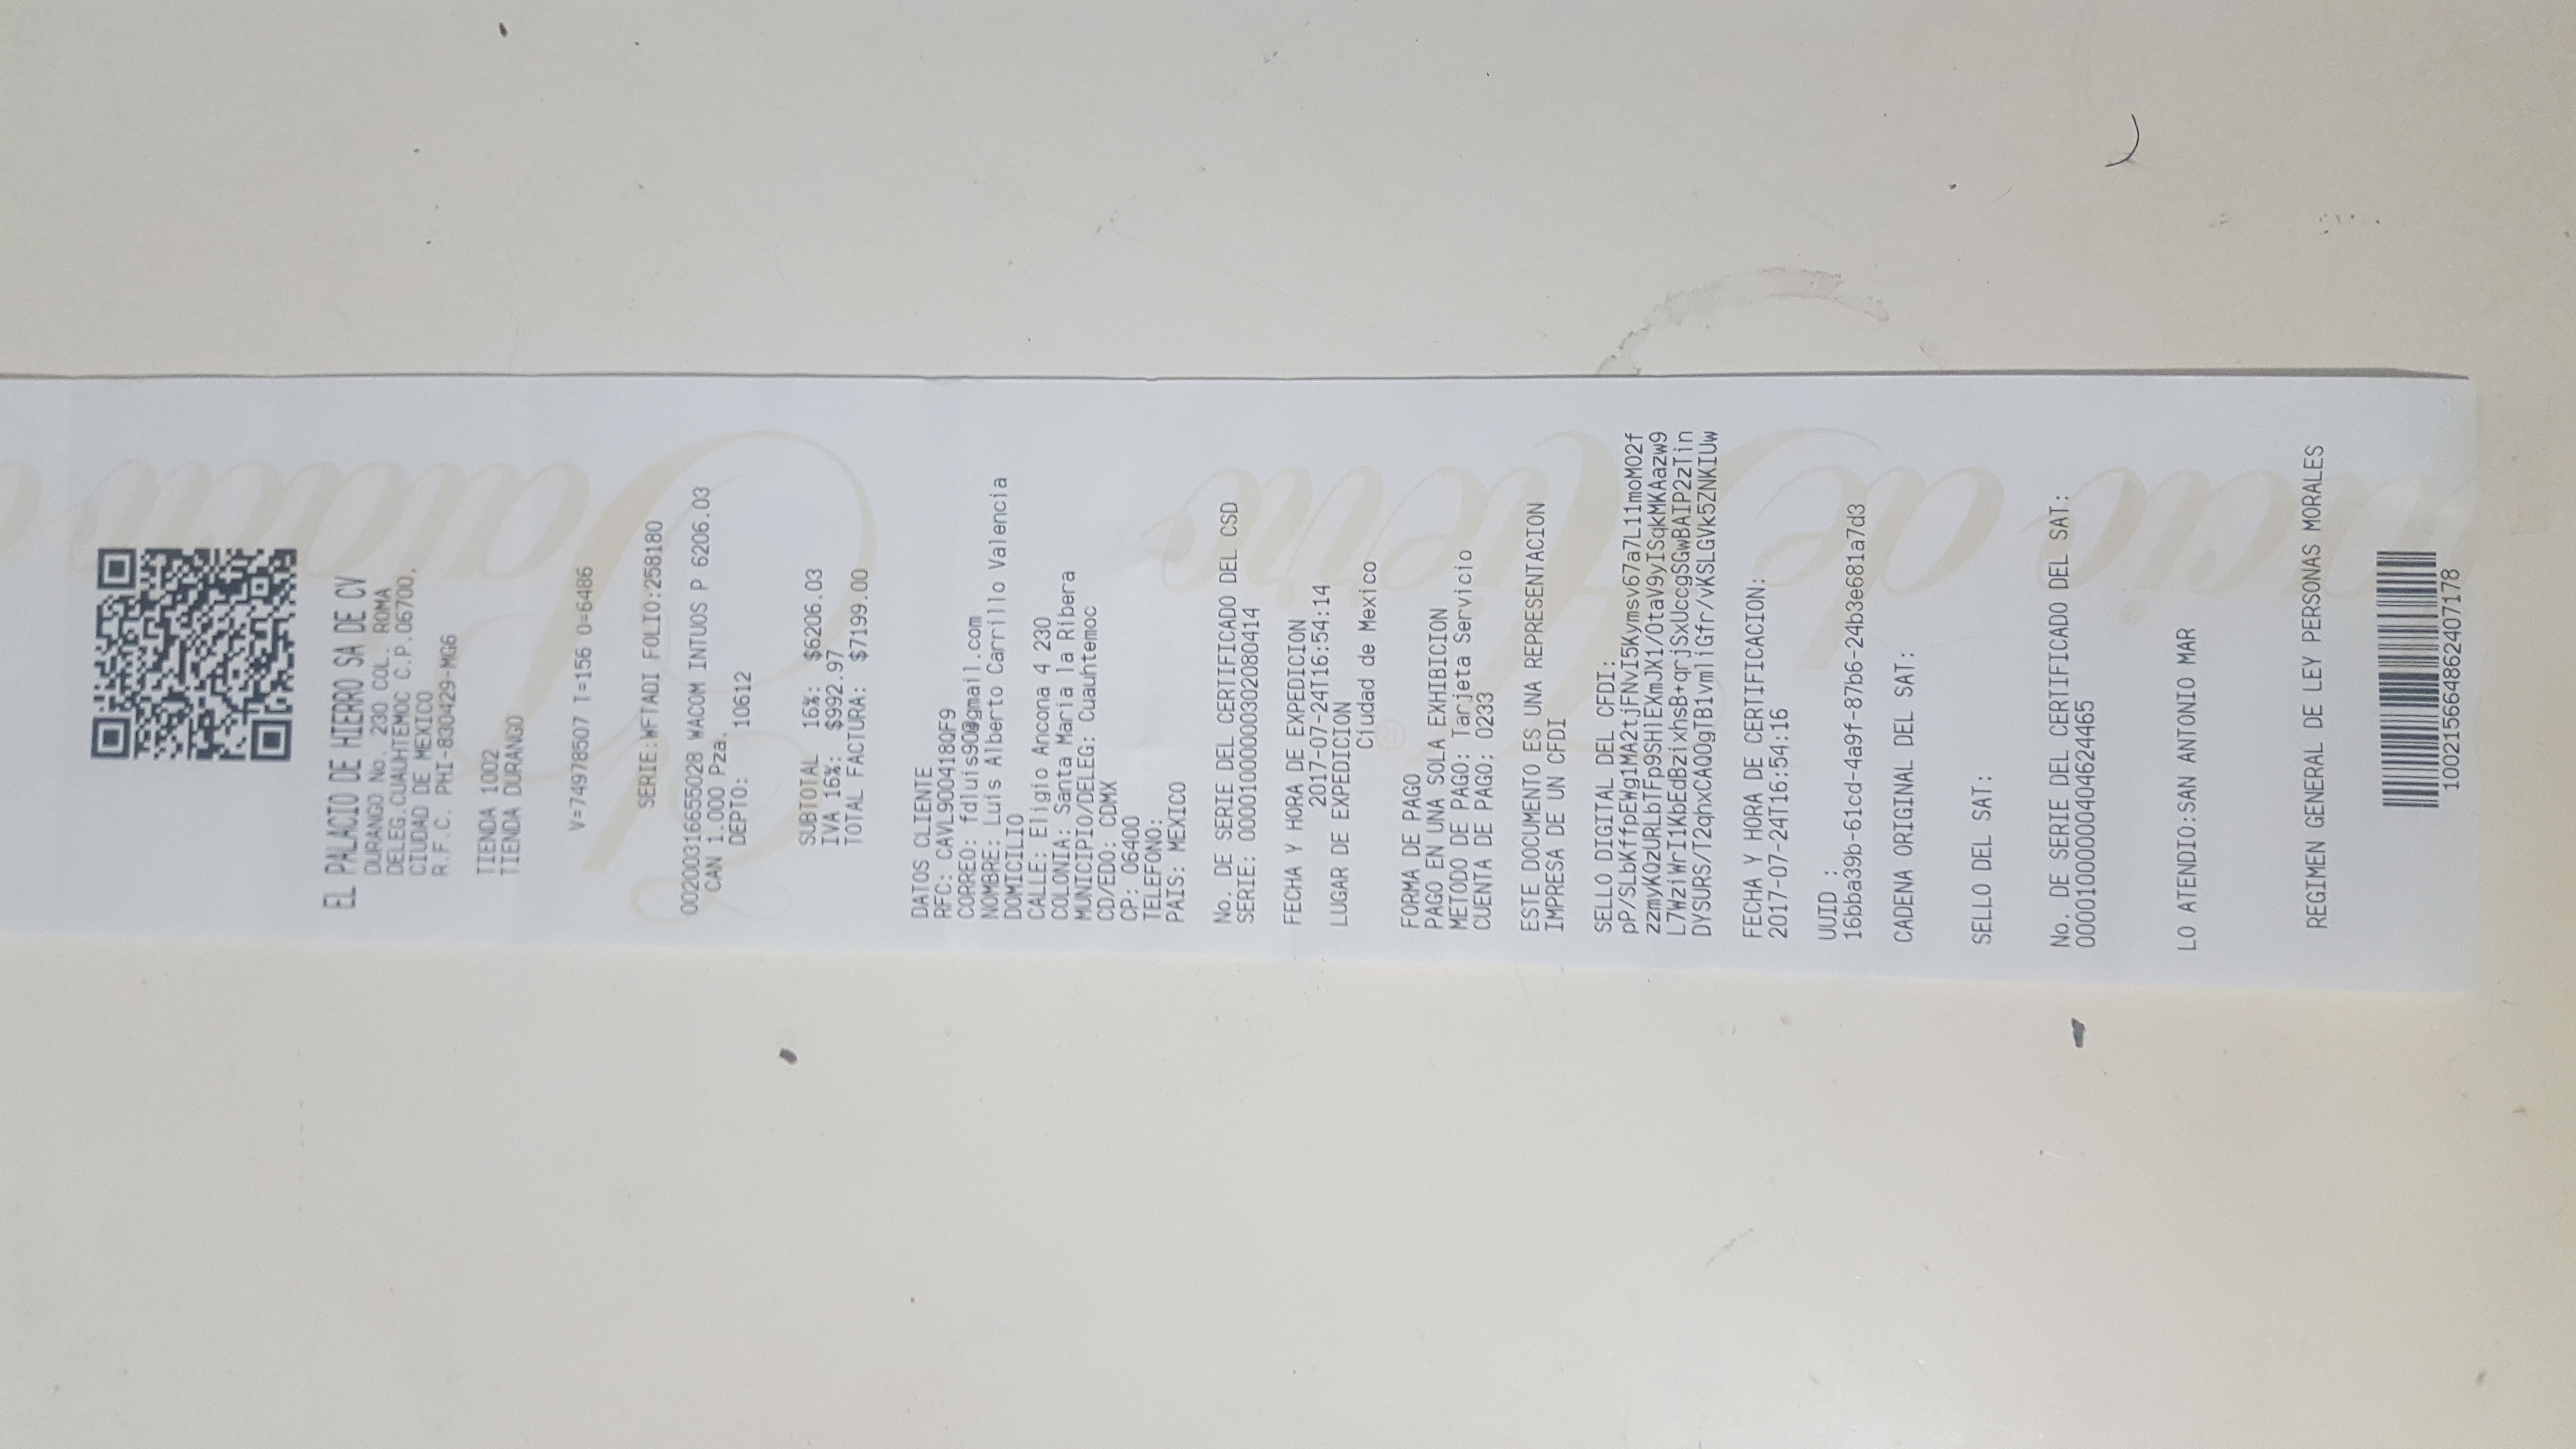 EL PALACIO DE HIERRO SA DE CV
DURANGO No. 230 COL. ROMA
DELEG.CUAUHTEMOC C.P.06700,
CIUDAD DE MEXICO
R.F.C. PHI-830429-MG6
TIENDA 1002
TIENDA DURANGO
V=74978507 T=156 O=6486
SERIE:WFTADI FOLIO:258180
00200316655028 WACOM INTUOS P 6206.03
CAN 1.000 Pza.
DEPTO: 10612
SUBTOTAL 16%: $6206.03
IVA 16%: $992.97
TOTAL FACTURA: $7199.00
DATOS CLIENTE
RFC: CAVL900418QF9
CORREO: fdluis90@gmail.com
NOMBRE: Luis Alberto Carrillo Valencia
DOMICILIO
CALLE: Eligio Ancona 4 230
COLONIA: Santa Maria la Ribera
MUNICIPIO/DELEG: Cuauhtemoc
CD/EDO: CDMX
CP: 06400
TELEFONO:
PAIS: MEXICO
No. DE SERIE DEL CERTIFICADO DEL CSD
SERIE: 00001000000302080414
FECHA Y HORA DE EXPEDICION
2017-07-24T16:54:14
LUGAR DE EXPEDICION
Ciudad de Mexico
FORMA DE PAGO
PAGO EN UNA SOLA EXHIBICION
METODO DE PAGO: Tarjeta Servicio
CUENTA DE PAGO: 0233
ESTE DOCUMENTO ES UNA REPRESENTACION
IMPRESA DE UN CFDI
SELLO DIGITAL DEL CFDI:
pP/SLbKffpEWg1MA2tjFNvI5Kymsv67a7L11moMO2f
zzmyKQzURLbTFp9SHlEXmJX1/OtaV9yISqkMKAazw9
L7WziWrI1KbEdBzixhsB+qrjSxUccgSGwBAIP2zTin
DYSURS/T2qhxCAQOgTB1vmliGfr/vKSLGVk5ZNKIUw
FECHA Y HORA DE CERTIFICACION:
2017-07-24T16:54:16
UUID :
16bba39b-61cd-4a9f-87b6-24b3e681a7d3
CADENA ORIGINAL DEL SAT:
SELLO DEL SAT:
No. DE SERIE DEL CERTIFICADO DEL SAT:
00001000000404624465
LO ATENDIO:SAN ANTONIO MAR
REGIMEN GENERAL DE LEY PERSONAS MORALES
100215664862407178
El Palacio de Hierro